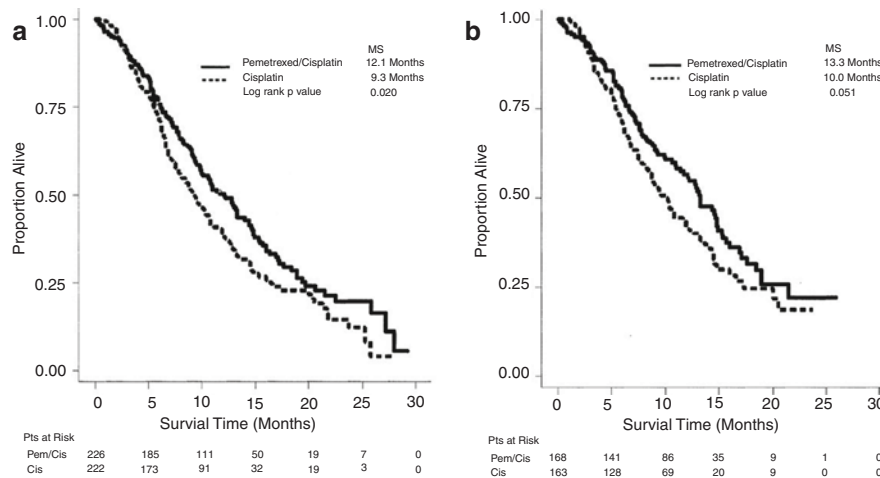 a
MS
Pemetrexed/Cisplatin 12.1 Months
Cisplatin 9.3 Months
Log rank p value 0.020
1.00
0.75
0.50
0.25
0.00
Proportion Alive
0 5 10 15 20 25 30
Survial Time (Months)
Pts at Risk
Pem/Cis 226 185 111 50 19 7 0
Cis 222 173 91 32 19 3 0
b
MS
Pemetrexed/Cisplatin 13.3 Months
Cisplatin 10.0 Months
Log rank p value 0.051
1.00
0.75
0.50
0.25
0.00
Proportion Alive
0 5 10 15 20 25 30
Survial Time (Months)
Pts at Risk
Pem/Cis 168 141 86 35 9 1 0
Cis 163 128 69 20 9 0 0